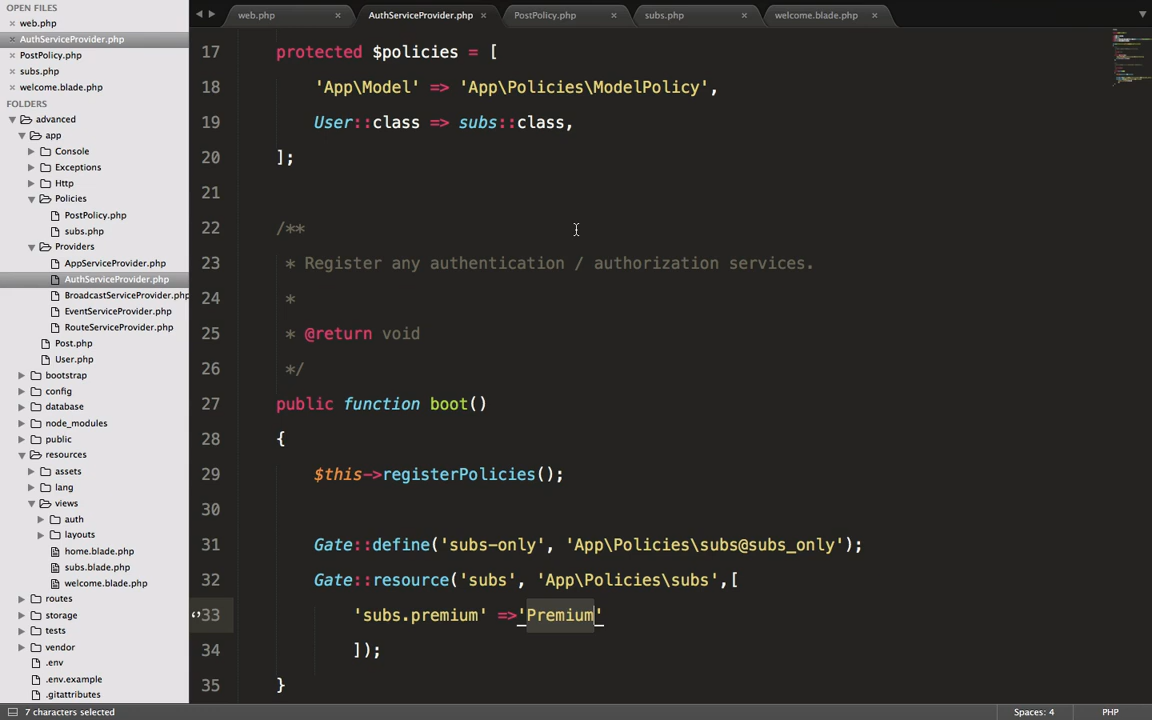 OPEN FILES
web.php
AuthServiceProvider.php
PostPolicy.php
subs.php
welcome.blade.php
FOLDERS
advanced
app
Console
Exceptions
Http
Policies
PostPolicy.php
subs.php
Providers
AppServiceProvider.php
AuthServiceProvider.php
BroadcastServiceProvider.php
EventServiceProvider.php
RouteServiceProvider.php
Post.php
User.php
bootstrap
config
database
node_modules
public
resources
assets
lang
views
auth
layouts
home.blade.php
subs.blade.php
welcome.blade.php
routes
storage
tests
vendor
.env
.env.example
.gitattributes
web.php AuthServiceProvider.php PostPolicy.php subs.php welcome.blade.php
17 protected $policies = [
18 'App\Model' => 'App\Policies\ModelPolicy',
19 User::class => subs::class,
20 ];
21
22 /**
23 * Register any authentication / authorization services.
24 *
25 * @return void
26 */
27 public function boot()
28 {
29 $this->registerPolicies();
30
31 Gate::define('subs-only', 'App\Policies\subs@subs_only');
32 Gate::resource('subs', 'App\Policies\subs',[
33 'subs.premium' =>'Premium'
34 ]);
35 }
7 characters selected Spaces: 4 PHP